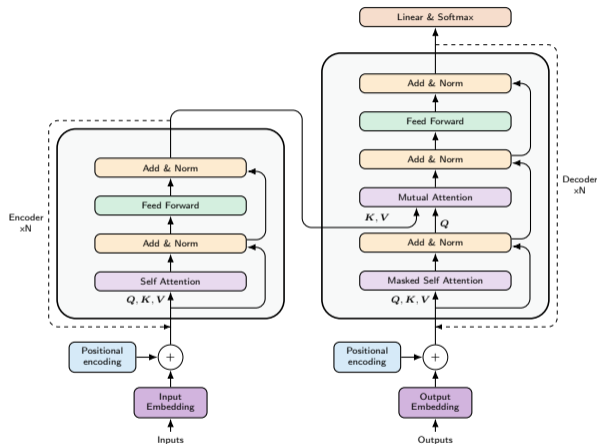 Linear & Softmax
Add & Norm
Feed Forward
Add & Norm
Mutual Attention
K, V
Q
Add & Norm
Masked Self Attention
Q, K, V
Decoder
xN
Positional
encoding
+
Output
Embedding
Outputs
Add & Norm
Feed Forward
Add & Norm
Self Attention
Q, K, V
Encoder
xN
Positional
encoding
+
Input
Embedding
Inputs